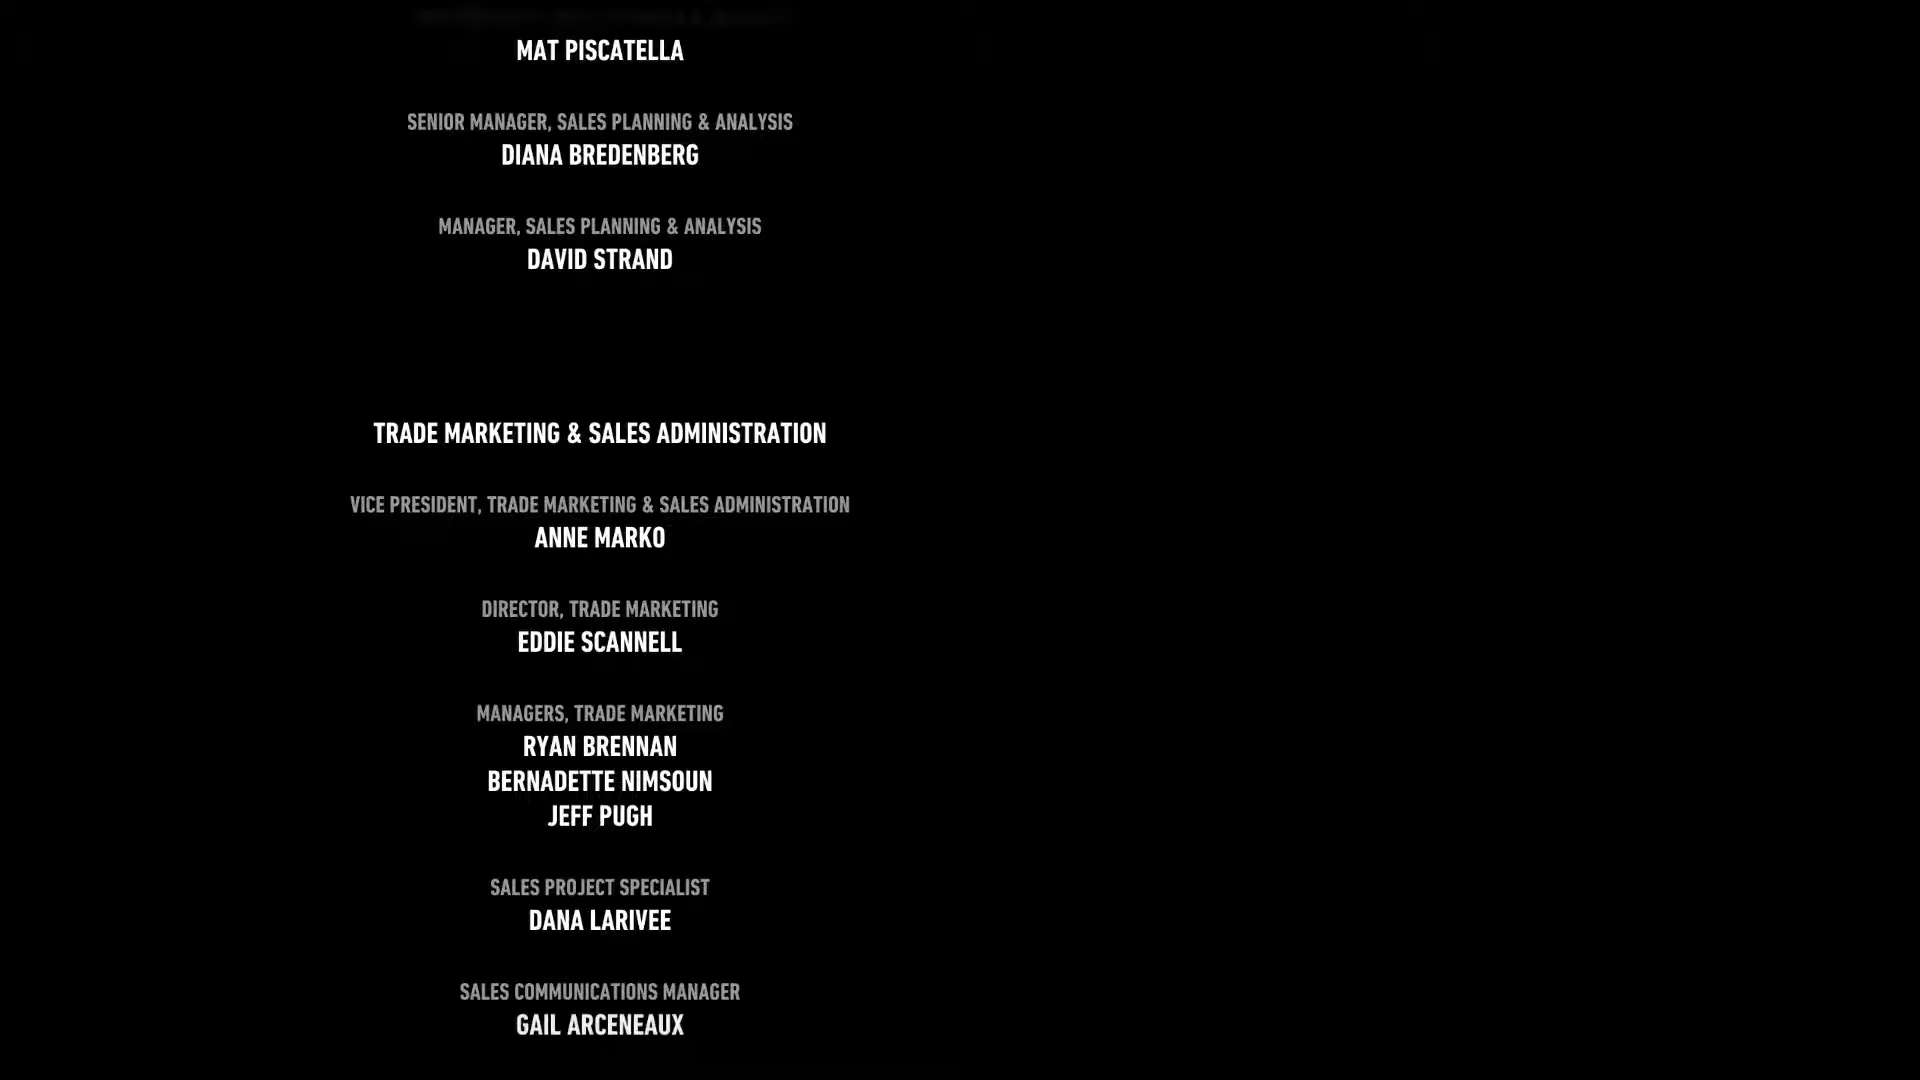 MAT PISCATELLA
SENIOR MANAGER, SALES PLANNING & ANALYSIS
DIANA BREDENBERG
MANAGER, SALES PLANNING & ANALYSIS
DAVID STRAND
TRADE MARKETING & SALES ADMINISTRATION
VICE PRESIDENT, TRADE MARKETING & SALES ADMINISTRATION
ANNE MARKO
DIRECTOR, TRADE MARKETING
EDDIE SCANNELL
MANAGERS, TRADE MARKETING
RYAN BRENNAN
BERNADETTE NIMSOUN
JEFF PUGH
SALES PROJECT SPECIALIST
DANA LARIVEE
SALES COMMUNICATIONS MANAGER
GAIL ARCENEAUX